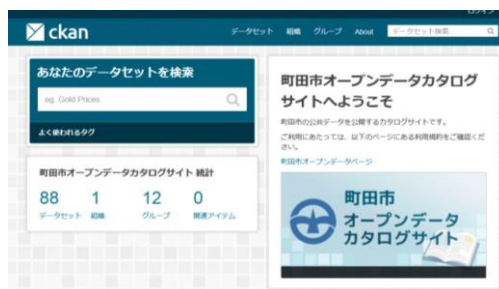 ログイン
ckan
データセット 組織 グループ About データセット検索
あなたのデータセットを検索
eg. Gold Prices
よく使われるタグ
町田市オープンデータカタログサイト 統計
88 1 12 0
データセット 組織 グループ 関連アイテム
町田市オープンデータカタログ
サイトへようこそ
町田市の公共データを公開するカタログサイトです。
ご利用にあたっては、以下のページにある利用規約をご確認くだ
さい。
町田市オープンデータページ
町田市
オープンデータ
カタログサイト